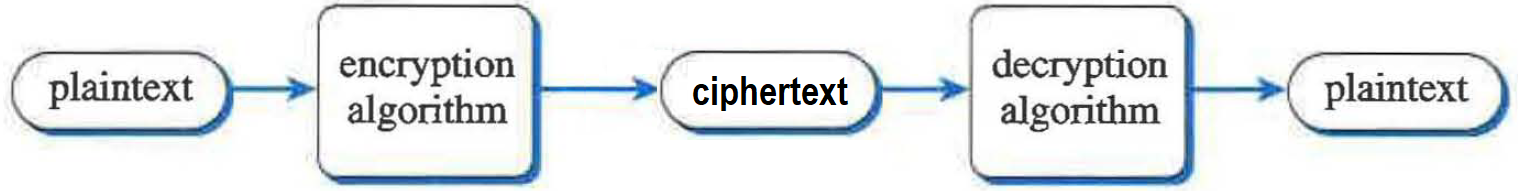 plaintext
encryption
algorithm
ciphertext
decryption
algorithm
plaintext